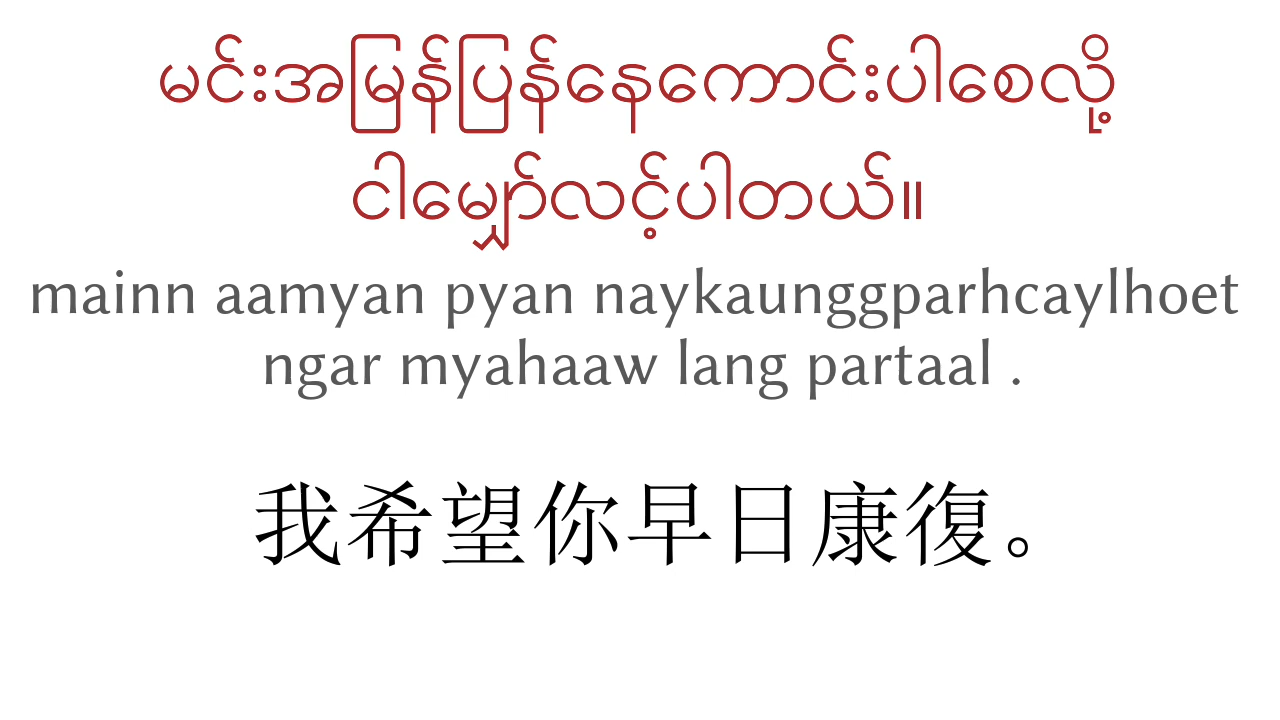 မင်းအမြန်ပြန်နေကောင်းပါစေလို့
ငါမျှော်လင့်ပါတယ်။
mainn aamyan pyan naykaunggparhcaylhoet
ngar myahaaw lang partaal .
我希望你早日康復。